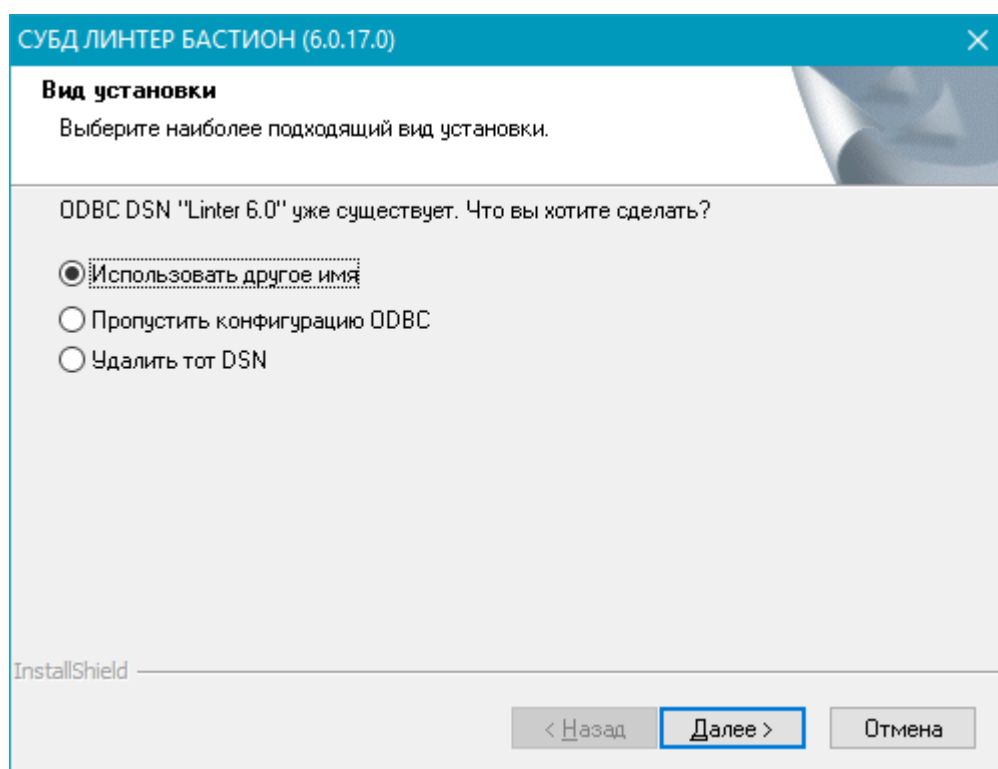 СУБД ЛИНТЕР БАСТИОН (6.0.17.0)
Вид установки
Выберите наиболее подходящий вид установки.
ODBC DSN "Linter 6.0" уже существует. Что вы хотите сделать?
Использовать другое имя
Пропустить конфигурацию ODBC
Удалить тот DSN
InstallShield
< Назад Далее > Отмена